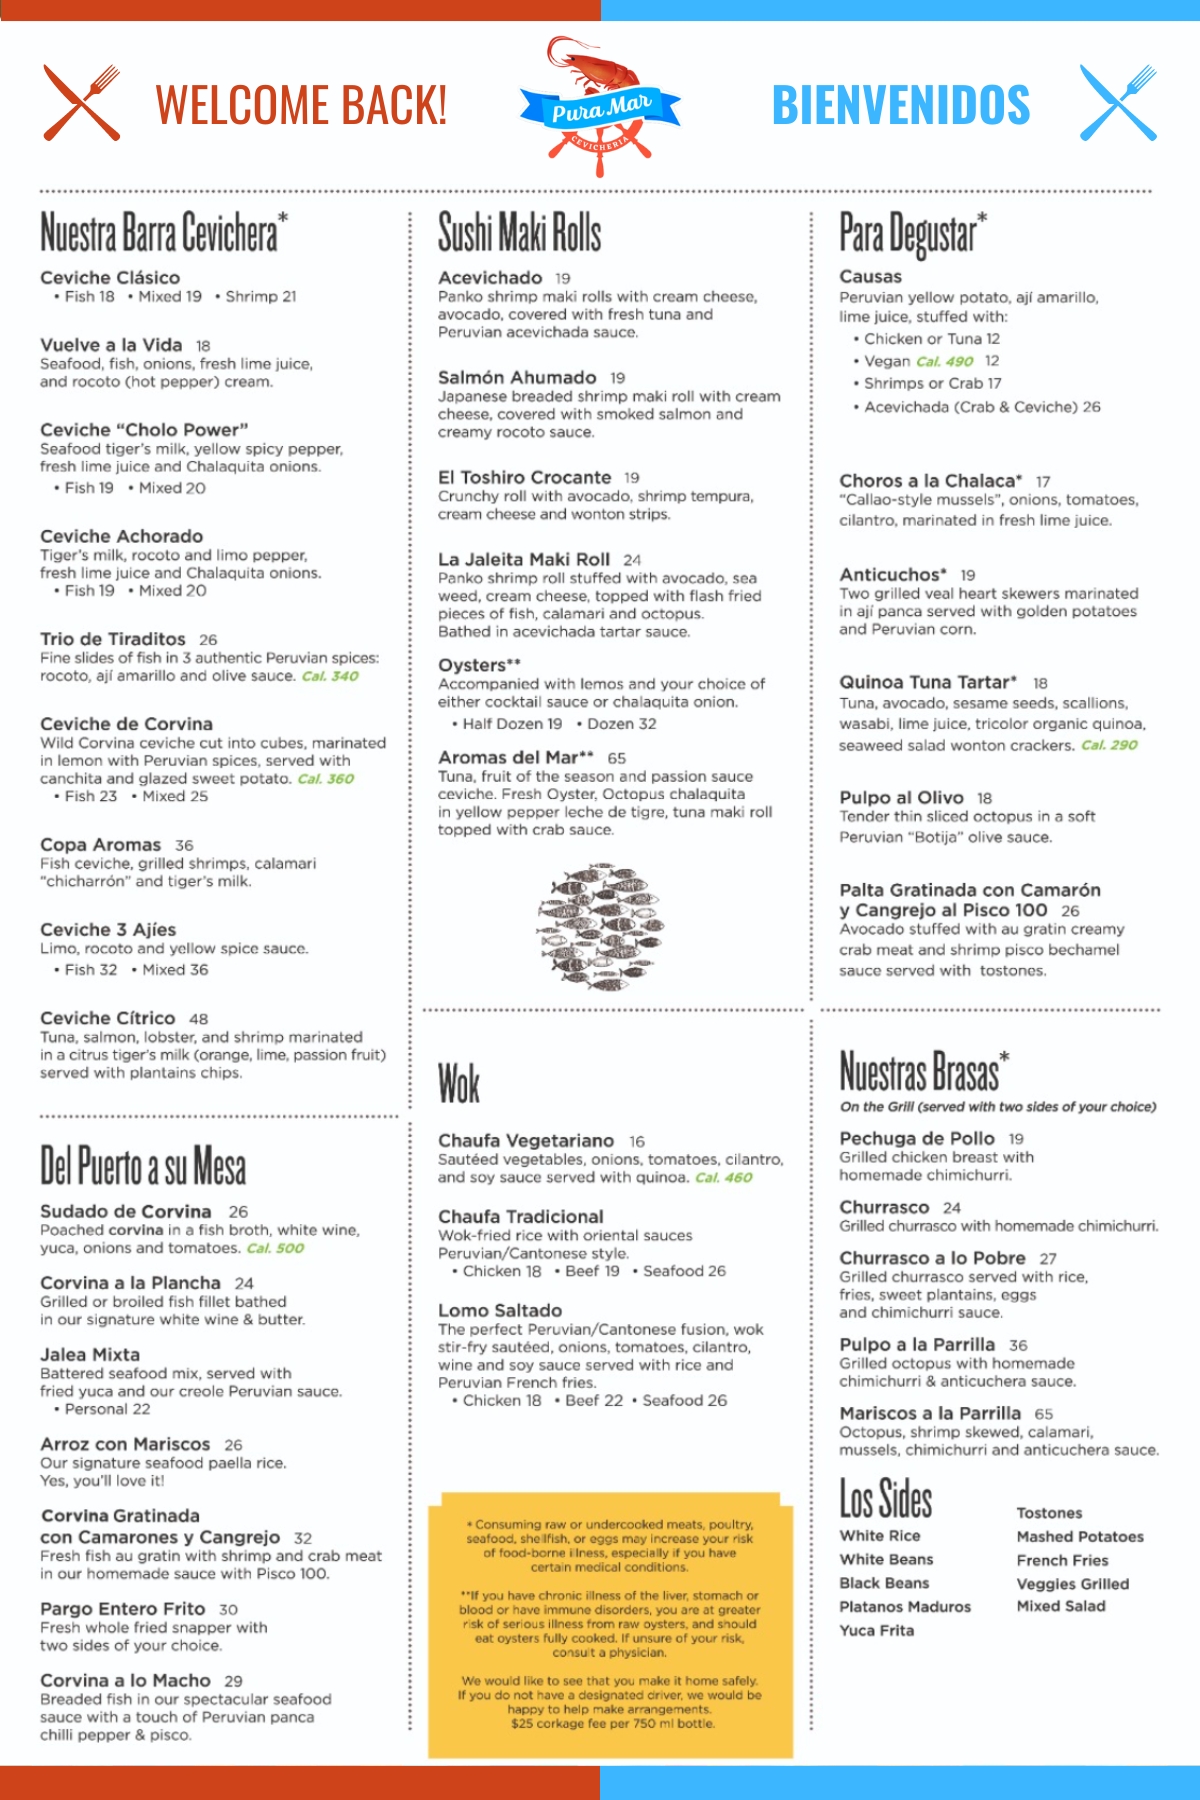 WELCOME BACK!
Pura Mar
CEVICHERIA
BIENVENIDOS
Nuestra Barra Cevichera*
Ceviche Clásico
• Fish 18 • Mixed 19 • Shrimp 21
Vuelve a la Vida 18
Seafood, fish, onions, fresh lime juice,
and rocoto (hot pepper) cream.
Ceviche “Cholo Power”
Seafood tiger's milk, yellow spicy pepper,
fresh lime juice and Chalaquita onions.
• Fish 19 • Mixed 20
Ceviche Achorado
Tiger's milk, rocoto and limo pepper,
fresh lime juice and Chalaquita onions.
• Fish 19 • Mixed 20
Trio de Tiraditos 26
Fine slides of fish in 3 authentic Peruvian spices:
rocoto, ají amarillo and olive sauce. Cal. 340
Ceviche de Corvina
Wild Corvina ceviche cut into cubes, marinated
in lemon with Peruvian spices, served with
canchita and glazed sweet potato. Cal. 360
• Fish 23 • Mixed 25
Copa Aromas 36
Fish ceviche, grilled shrimps, calamari
“chicharrón” and tiger's milk.
Ceviche 3 Ajíes
Limo, rocoto and yellow spice sauce.
• Fish 32 • Mixed 36
Ceviche Cítrico 48
Tuna, salmon, lobster, and shrimp marinated
in a citrus tiger's milk (orange, lime, passion fruit)
served with plantains chips.
Del Puerto a su Mesa
Sudado de Corvina 26
Poached corvina in a fish broth, white wine,
yuca, onions and tomatoes. Cal. 500
Corvina a la Plancha 24
Grilled or broiled fish fillet bathed
in our signature white wine & butter.
Jalea Mixta
Battered seafood mix, served with
fried yuca and our creole Peruvian sauce.
• Personal 22
Arroz con Mariscos 26
Our signature seafood paella rice.
Yes, you'll love it!
Corvina Gratinada
con Camarones y Cangrejo 32
Fresh fish au gratin with shrimp and crab meat
in our homemade sauce with Pisco 100.
Pargo Entero Frito 30
Fresh whole fried snapper with
two sides of your choice.
Corvina a lo Macho 29
Breaded fish in our spectacular seafood
sauce with a touch of Peruvian panca
chilli pepper & pisco.
Sushi Maki Rolls
Acevichado 19
Panko shrimp maki rolls with cream cheese,
avocado, covered with fresh tuna and
Peruvian acevichada sauce.
Salmón Ahumado 19
Japanese breaded shrimp maki roll with cream
cheese, covered with smoked salmon and
creamy rocoto sauce.
El Toshiro Crocante 19
Crunchy roll with avocado, shrimp tempura,
cream cheese and wonton strips.
La Jaleita Maki Roll 24
Panko shrimp roll stuffed with avocado, sea
weed, cream cheese, topped with flash fried
pieces of fish, calamari and octopus.
Bathed in acevichada tartar sauce.
Oysters**
Accompanied with lemos and your choice of
either cocktail sauce or chalaquita onion.
• Half Dozen 19 • Dozen 32
Aromas del Mar** 65
Tuna, fruit of the season and passion sauce
ceviche. Fresh Oyster, Octopus chalaquita
in yellow pepper leche de tigre, tuna maki roll
topped with crab sauce.
Wok
Chaufa Vegetariano 16
Sautéed vegetables, onions, tomatoes, cilantro,
and soy sauce served with quinoa. Cal. 460
Chaufa Tradicional
Wok-fried rice with oriental sauces
Peruvian/Cantonese style.
• Chicken 18 • Beef 19 • Seafood 26
Lomo Saltado
The perfect Peruvian/Cantonese fusion, wok
stir-fry sautéed, onions, tomatoes, cilantro,
wine and soy sauce served with rice and
Peruvian French fries.
• Chicken 18 • Beef 22 • Seafood 26
* Consuming raw or undercooked meats, poultry,
seafood, shellfish, or eggs may increase your risk
of food-borne illness, especially if you have
certain medical conditions.
**If you have chronic illness of the liver, stomach or
blood or have immune disorders, you are at greater
risk of serious illness from raw oysters, and should
eat oysters fully cooked. If unsure of your risk,
consult a physician.
We would like to see that you make it home safely.
If you do not have a designated driver, we would be
happy to help make arrangements.
$25 corkage fee per 750 ml bottle.
Para Degustar*
Causas
Peruvian yellow potato, ají amarillo,
lime juice, stuffed with:
• Chicken or Tuna 12
• Vegan Cal. 490 12
• Shrimps or Crab 17
• Acevichada (Crab & Ceviche) 26
Choros a la Chalaca* 17
“Callao-style mussels”, onions, tomatoes,
cilantro, marinated in fresh lime juice.
Anticuchos* 19
Two grilled veal heart skewers marinated
in ají panca served with golden potatoes
and Peruvian corn.
Quinoa Tuna Tartar* 18
Tuna, avocado, sesame seeds, scallions,
wasabi, lime juice, tricolor organic quinoa,
seaweed salad wonton crackers. Cal. 290
Pulpo al Olivo 18
Tender thin sliced octopus in a soft
Peruvian “Botija” olive sauce.
Palta Gratinada con Camarón
y Cangrejo al Pisco 100 26
Avocado stuffed with au gratin creamy
crab meat and shrimp pisco bechamel
sauce served with tostones.
Nuestras Brasas*
On the Grill (served with two sides of your choice)
Pechuga de Pollo 19
Grilled chicken breast with
homemade chimichurri.
Churrasco 24
Grilled churrasco with homemade chimichurri.
Churrasco a lo Pobre 27
Grilled churrasco served with rice,
fries, sweet plantains, eggs
and chimichurri sauce.
Pulpo a la Parrilla 36
Grilled octopus with homemade
chimichurri & anticuchera sauce.
Mariscos a la Parrilla 65
Octopus, shrimp skewed, calamari,
mussels, chimichurri and anticuchera sauce.
Los Sides
White Rice
White Beans
Black Beans
Platanos Maduros
Yuca Frita
Tostones
Mashed Potatoes
French Fries
Veggies Grilled
Mixed Salad